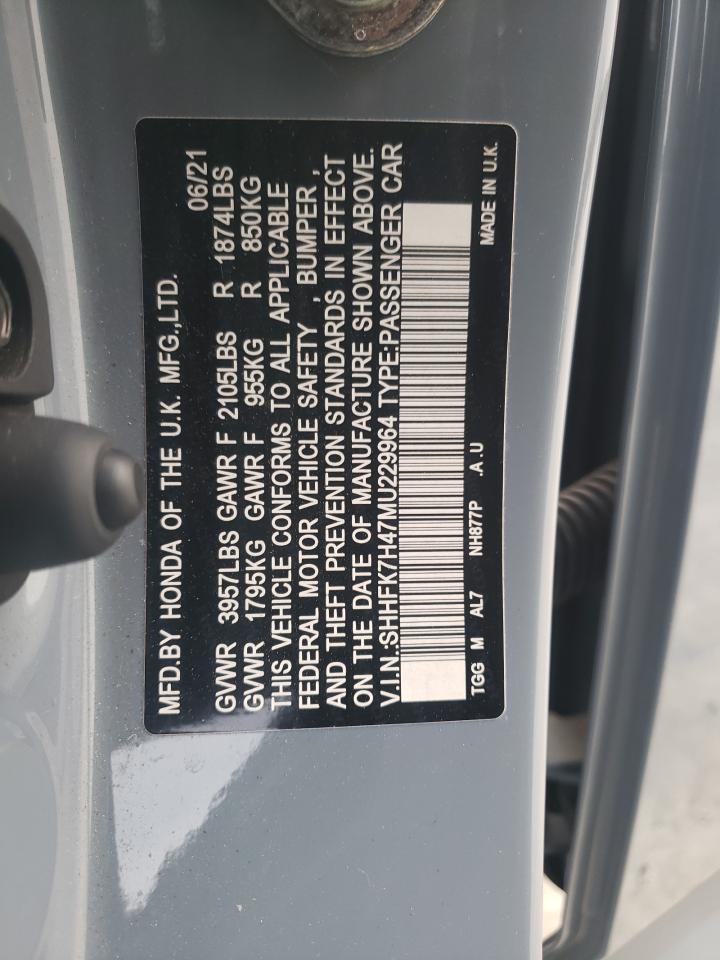 MFD.BY HONDA OF THE U.K. MFG.,LTD. 06/21
GVWR 3957LBS GAWR F 2105LBS R 1874LBS
GVWR 1795KG GAWR F 955KG R 850KG
THIS VEHICLE CONFORMS TO ALL APPLICABLE
FEDERAL MOTOR VEHICLE SAFETY , BUMPER ,
AND THEFT PREVENTION STANDARDS IN EFFECT
ON THE DATE OF MANUFACTURE SHOWN ABOVE.
V.I.N.:SHHFK7H47MU229964 TYPE:PASSENGER CAR
TGG M AL7 NH877P .A .U MADE IN U.K.